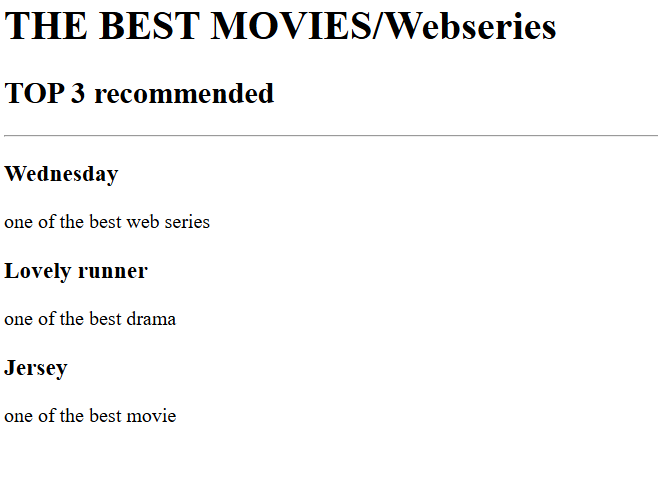 THE BEST MOVIES/Webseries
TOP 3 recommended
Wednesday
one of the best web series
Lovely runner
one of the best drama
Jersey
one of the best movie